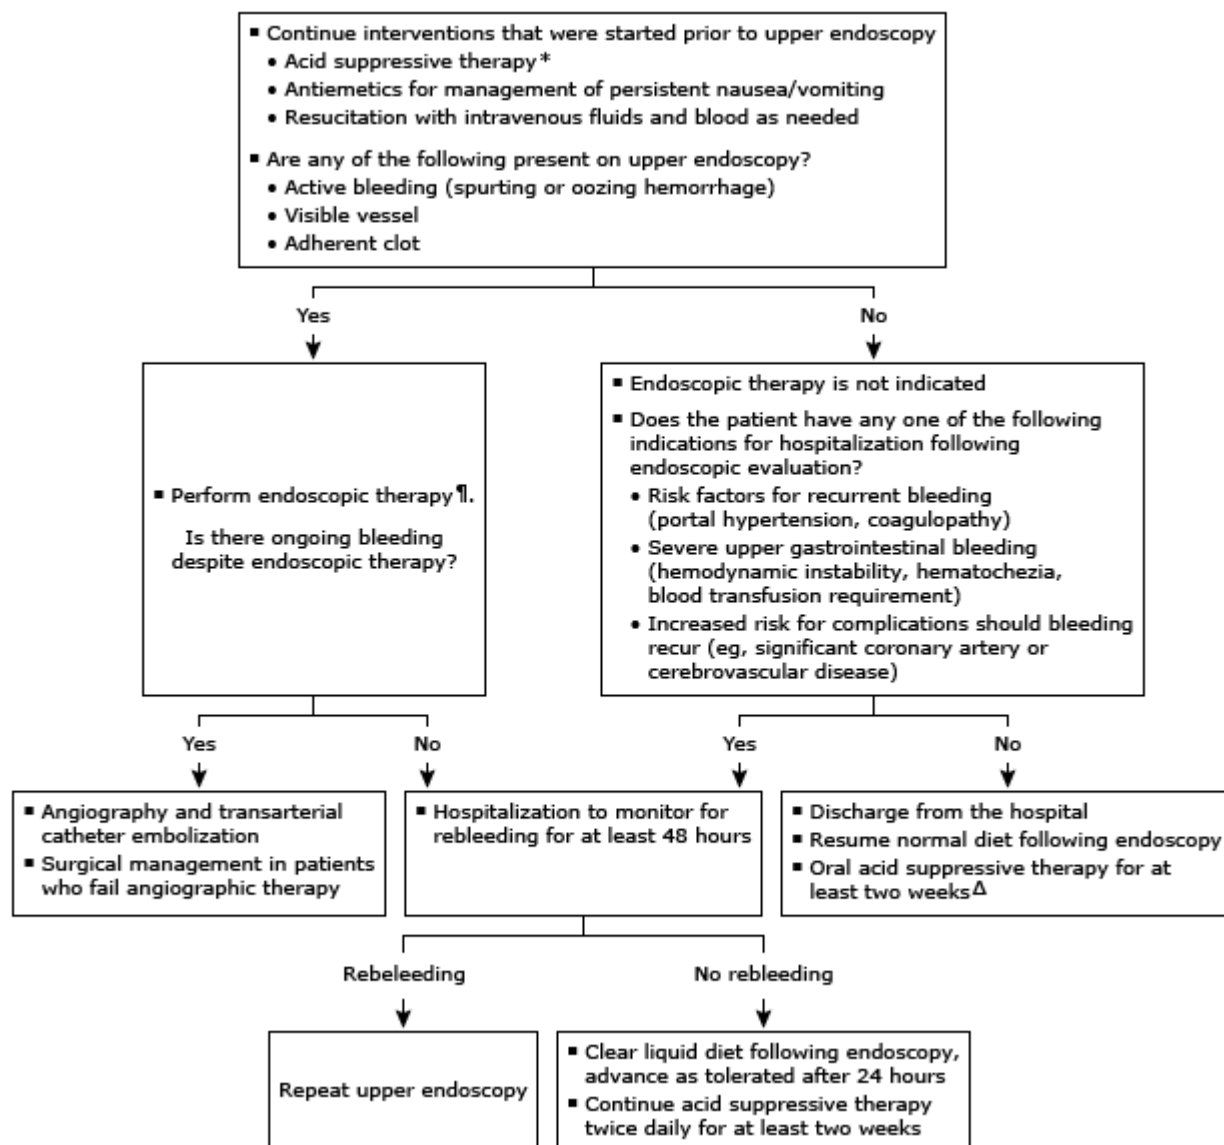 ▪ Continue interventions that were started prior to upper endoscopy
• Acid suppressive therapy*
• Antiemetics for management of persistent nausea/vomiting
• Resucitation with intravenous fluids and blood as needed
▪ Are any of the following present on upper endoscopy?
• Active bleeding (spurting or oozing hemorrhage)
• Visible vessel
• Adherent clot
Yes
No
▪ Perform endoscopic therapy¶.
Is there ongoing bleeding
despite endoscopic therapy?
▪ Endoscopic therapy is not indicated
▪ Does the patient have any one of the following
indications for hospitalization following
endoscopic evaluation?
• Risk factors for recurrent bleeding
(portal hypertension, coagulopathy)
• Severe upper gastrointestinal bleeding
(hemodynamic instability, hematochezia,
blood transfusion requirement)
• Increased risk for complications should bleeding
recur (eg, significant coronary artery or
cerebrovascular disease)
Yes
No
Yes
No
▪ Angiography and transarterial
catheter embolization
▪ Surgical management in patients
who fail angiographic therapy
▪ Hospitalization to monitor for
rebleeding for at least 48 hours
▪ Discharge from the hospital
▪ Resume normal diet following endoscopy
▪ Oral acid suppressive therapy for at
least two weeksΔ
Rebeleeding
No rebleeding
Repeat upper endoscopy
▪ Clear liquid diet following endoscopy,
advance as tolerated after 24 hours
▪ Continue acid suppressive therapy
twice daily for at least two weeks